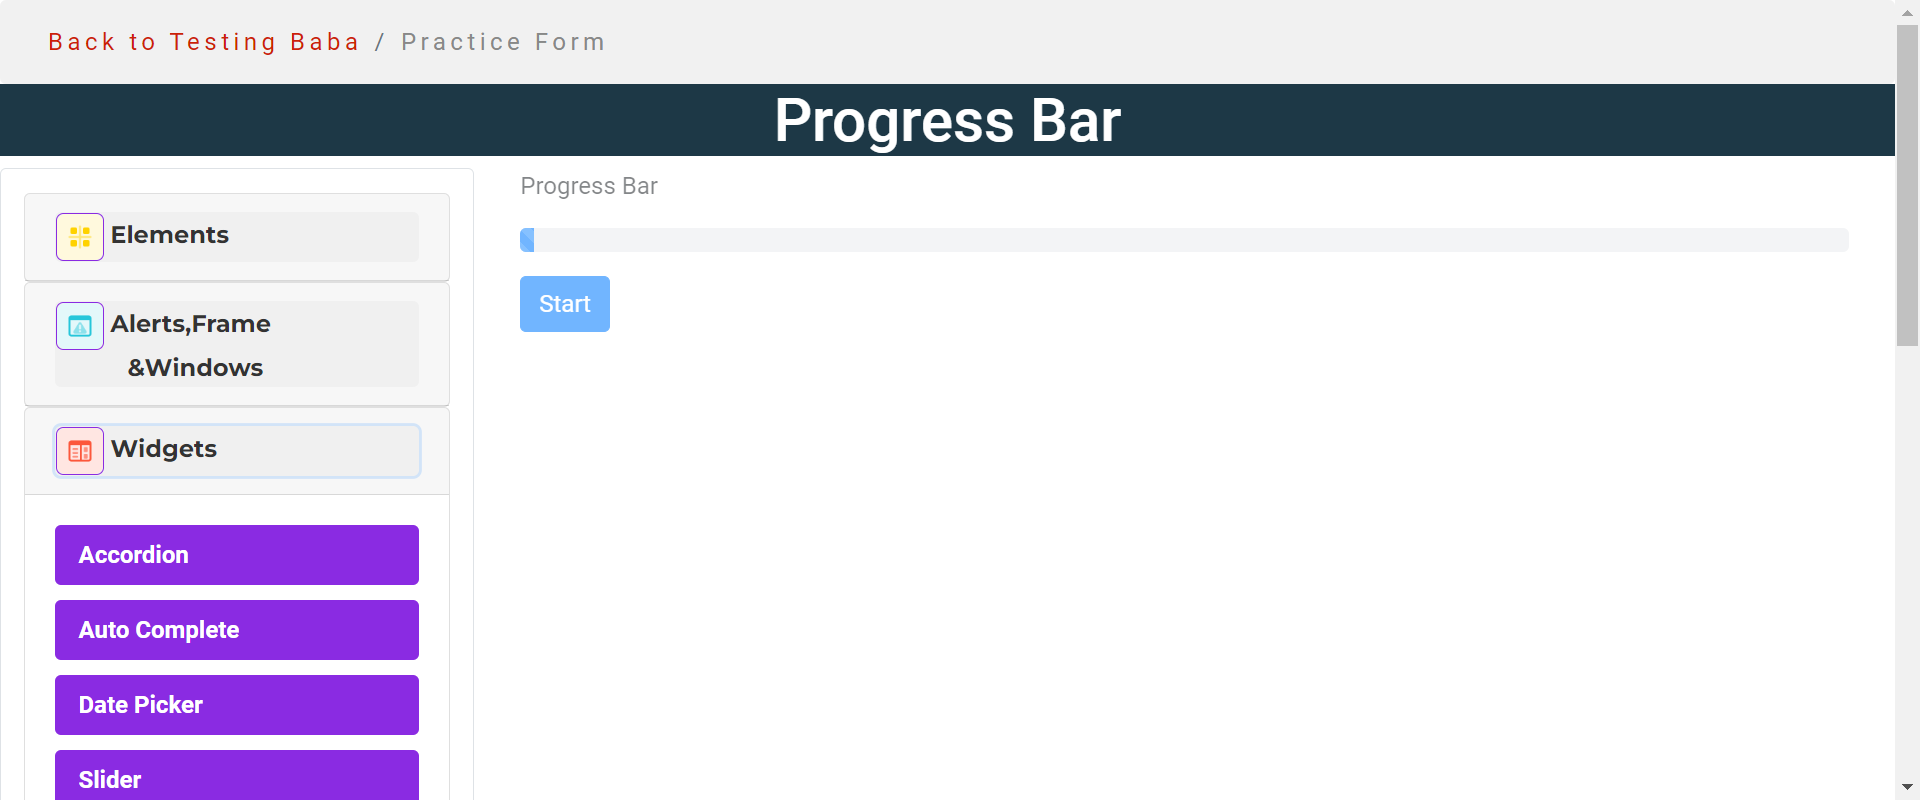 Back to Testing Baba / Practice Form
Progress Bar
Elements
Alerts,Frame
&Windows
Widgets
Accordion
Auto Complete
Date Picker
Slider
Progress Bar
Start